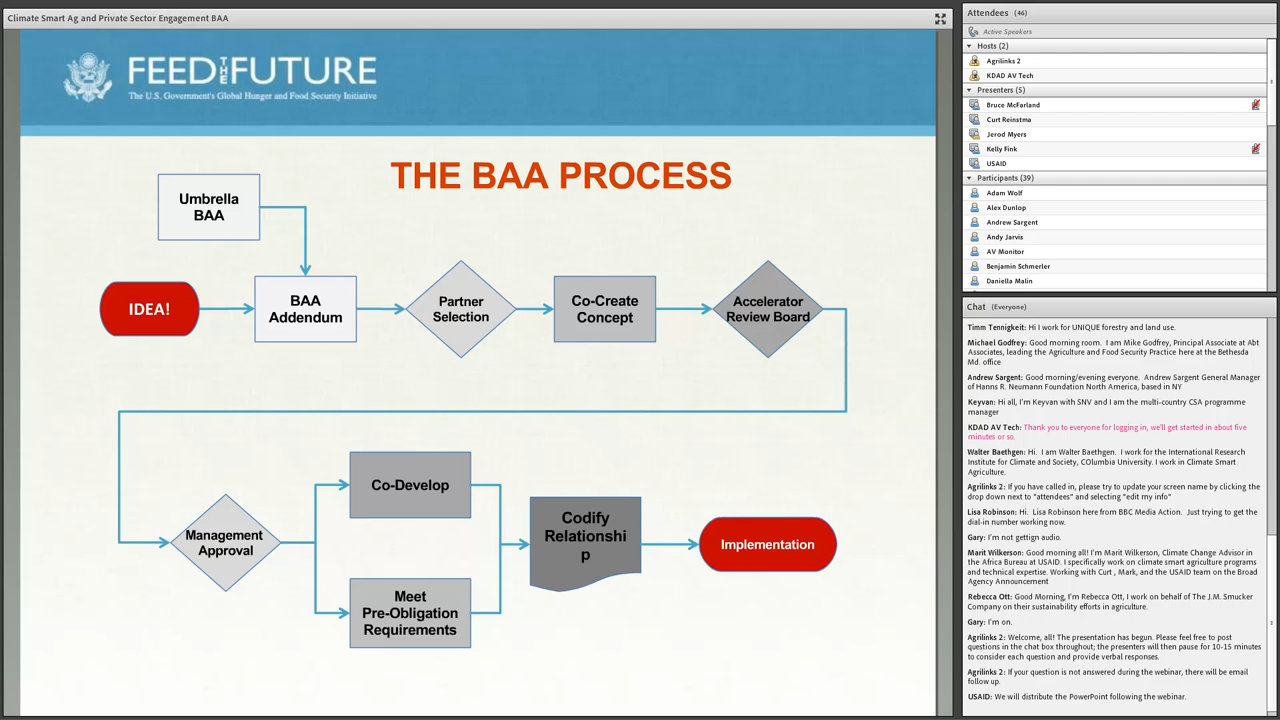 Climate Smart Ag and Private Sector Engagement BAA
FEED THE FUTURE
The U.S. Government's Global Hunger and Food Security Initiative
THE BAA PROCESS
Umbrella
BAA
IDEA!
BAA
Addendum
Partner
Selection
Co-Create
Concept
Accelerator
Review Board
Management
Approval
Co-Develop
Meet
Pre-Obligation
Requirements
Codify
Relationshi
p
Implementation
Attendees (46)
Active Speakers
Hosts (2)
Agrilinks 2
KDAD AV Tech
Presenters (5)
Bruce McFarland
Curt Reinstma
Jerod Myers
Kelly Fink
USAID
Participants (39)
Adam Wolf
Alex Dunlop
Andrew Sargent
Andy Jarvis
AV Monitor
Benjamin Schmerler
Daniella Malin
Chat (Everyone)
Timm Tennigkeit: Hi I work for UNIQUE forestry and land use.
Michael Godfrey: Good morning room. I am Mike Godfrey, Principal Associate at Abt
Associates, leading the Agriculture and Food Security Practice here at the Bethesda
Md. office
Andrew Sargent: Good morning/evening everyone. Andrew Sargent General Manager
of Hanns R. Neumann Foundation North America, based in NY
Keyvan: Hi all, I'm Keyvan with SNV and I am the multi-country CSA programme
manager
KDAD AV Tech: Thank you to everyone for logging in, we'll get started in about five
minutes or so.
Walter Baethgen: Hi. I am Walter Baethgen. I work for the International Research
Institute for Climate and Society, COlumbia University. I work in Climate Smart
Agriculture.
Agrilinks 2: If you have called in, please try to update your screen name by clicking the
drop down next to "attendees" and selecting "edit my info"
Lisa Robinson: Hi. Lisa Robinson here from BBC Media Action. Just trying to get the
dial-in number working now.
Gary: I'm not gettign audio.
Marit Wilkerson: Good morning all! I'm Marit Wilkerson, Climate Change Advisor in
the Africa Bureau at USAID. I specifically work on climate smart agriculture programs
and technical expertise. Working with Curt , Mark, and the USAID team on the Broad
Agency Announcement
Rebecca Ott: Good Morning, I'm Rebecca Ott, I work on behalf of The J.M. Smucker
Company on their sustainability efforts in agriculture.
Gary: I'm on.
Agrilinks 2: Welcome, all! The presentation has begun. Please feel free to post
questions in the chat box throughout; the presenters will then pause for 10-15 minutes
to consider each question and provide verbal responses.
Agrilinks 2: If your question is not answered during the webinar, there will be email
follow up.
USAID: We will distribute the PowerPoint following the webinar.